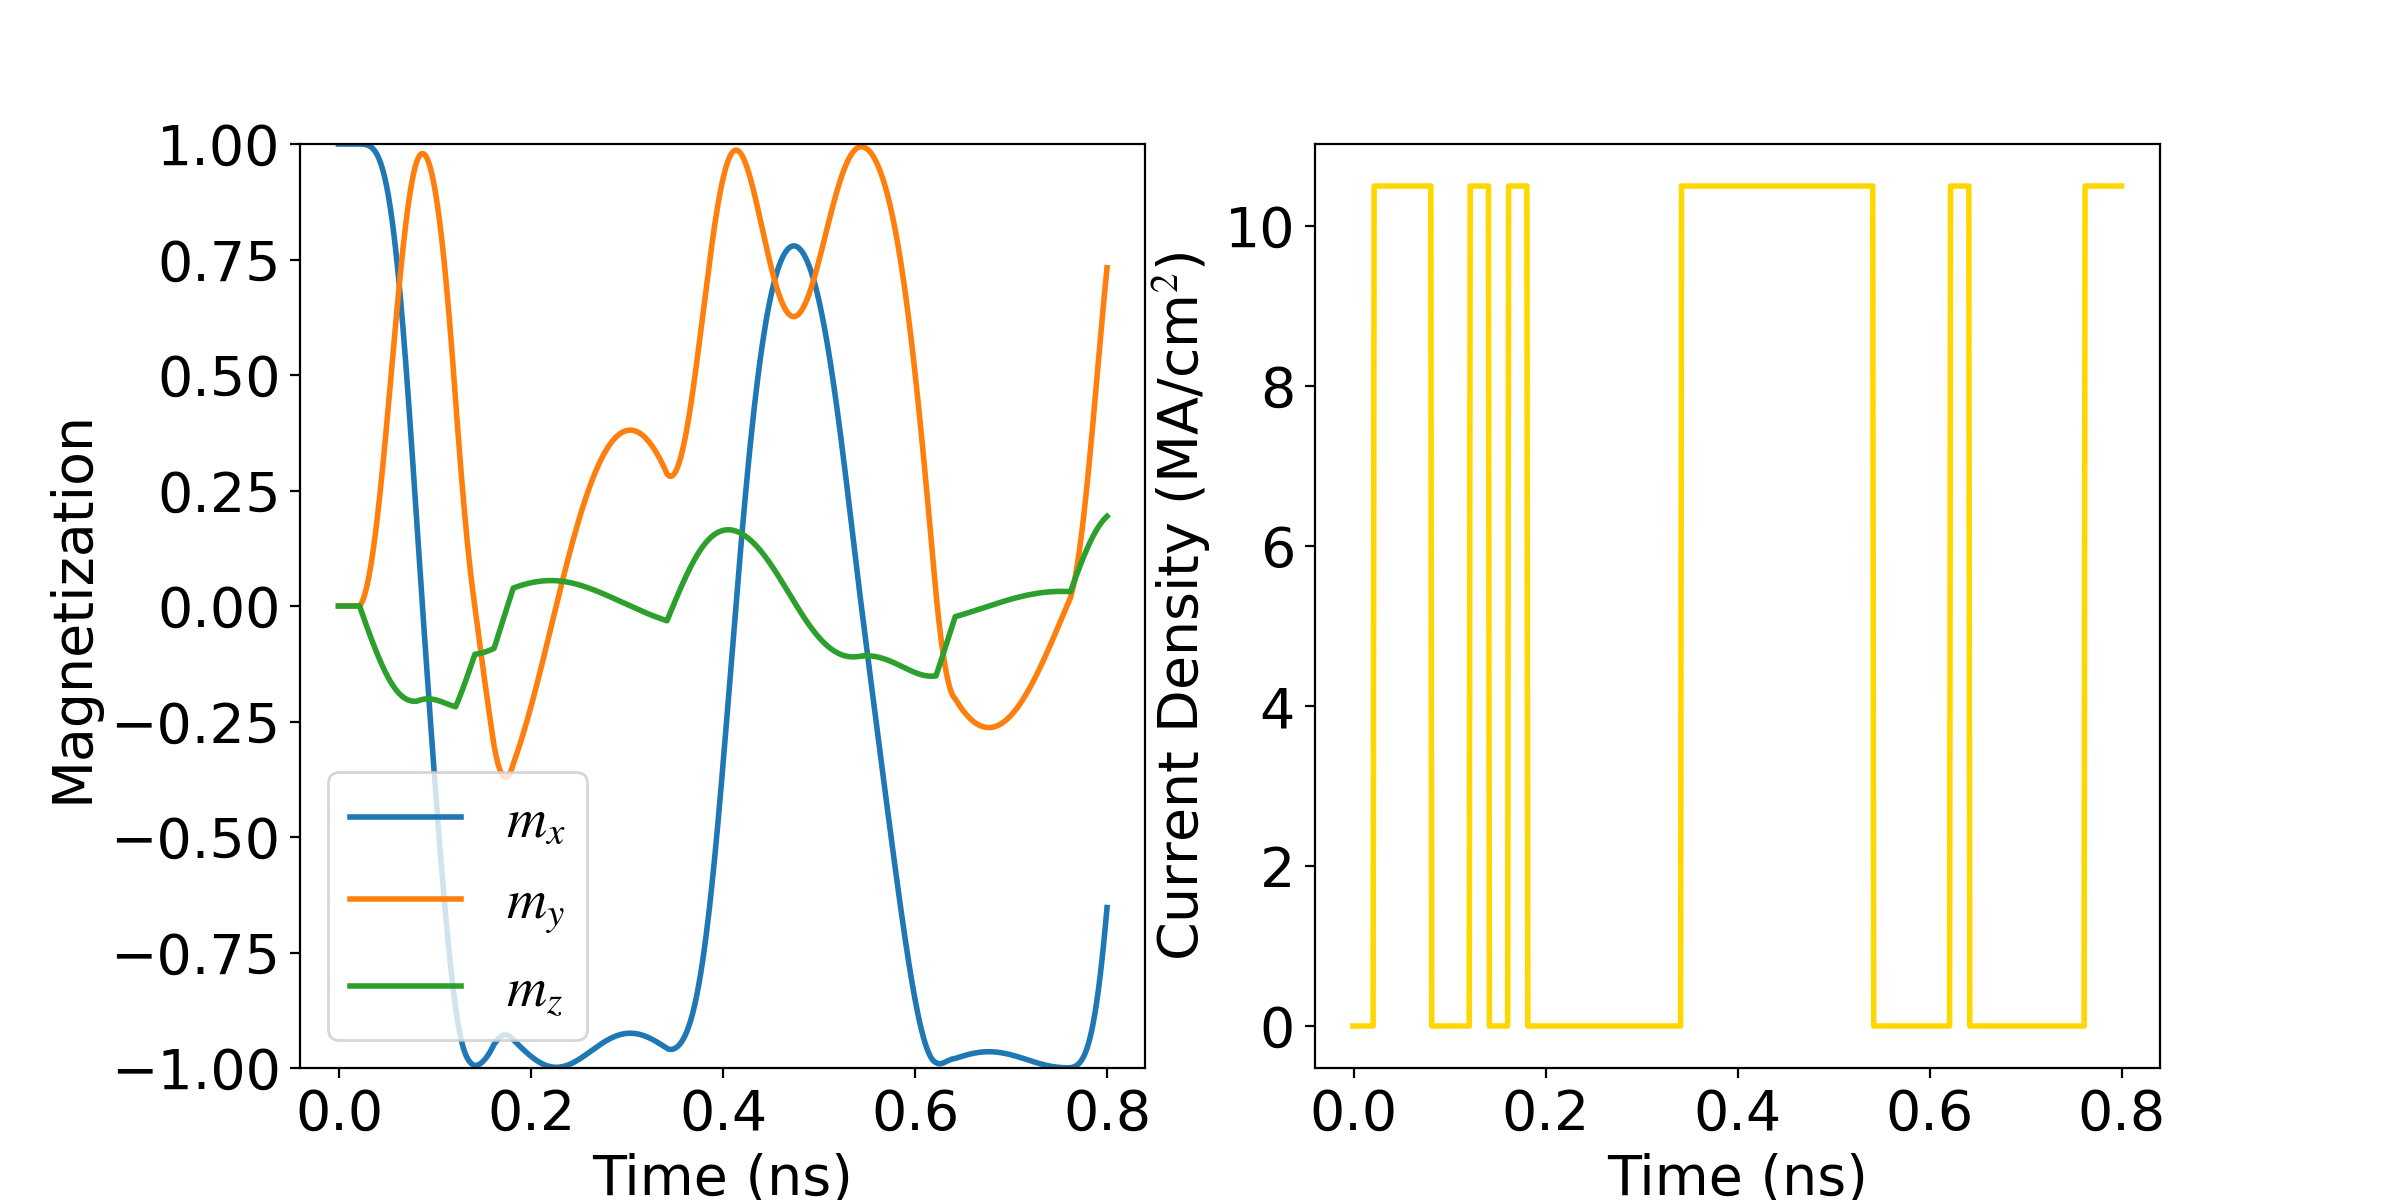 1.00
0.75
0.50
0.25
0.00
−0.25
−0.50
−0.75
−1.00
Magnetization
m_x
m_y
m_z
0.0 0.2 0.4 0.6 0.8
Time (ns)
Current Density (MA/cm²)
10
8
6
4
2
0
0.0 0.2 0.4 0.6 0.8
Time (ns)